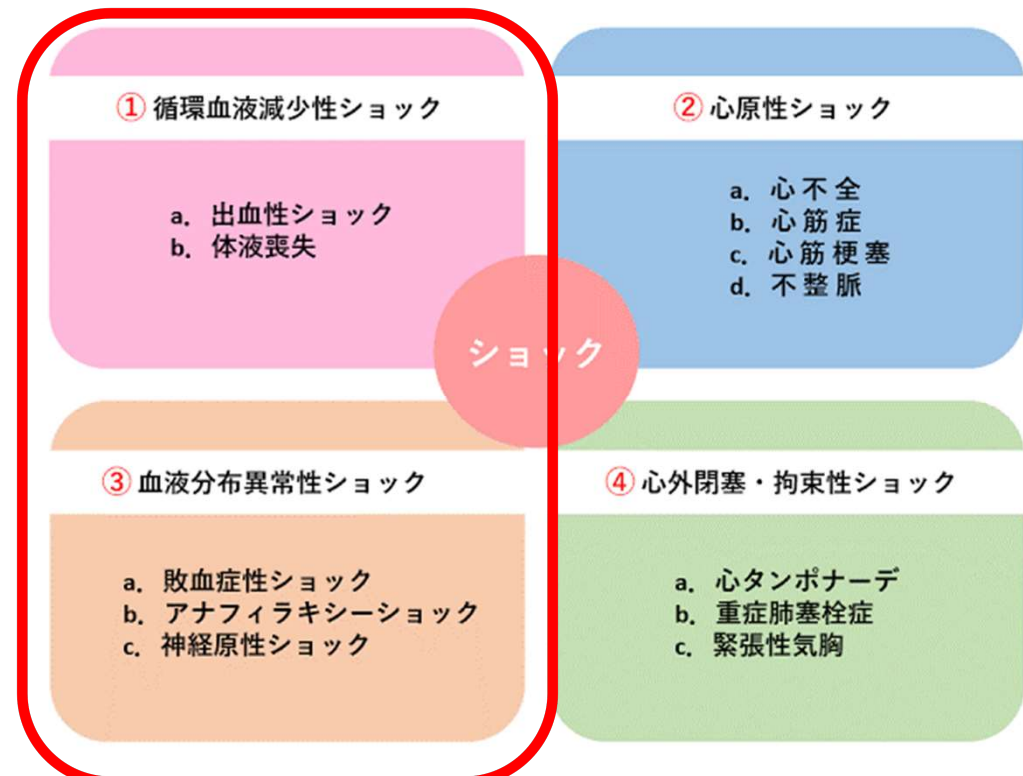 ① 循環血液減少性ショック
a. 出血性ショック
b. 体液喪失
② 心原性ショック
a. 心不全
b. 心筋症
c. 心筋梗塞
d. 不整脈
ショック
③ 血液分布異常性ショック
a. 敗血症性ショック
b. アナフィラキシーショック
c. 神経原性ショック
④ 心外閉塞・拘束性ショック
a. 心タンポナーデ
b. 重症肺塞栓症
c. 緊張性気胸